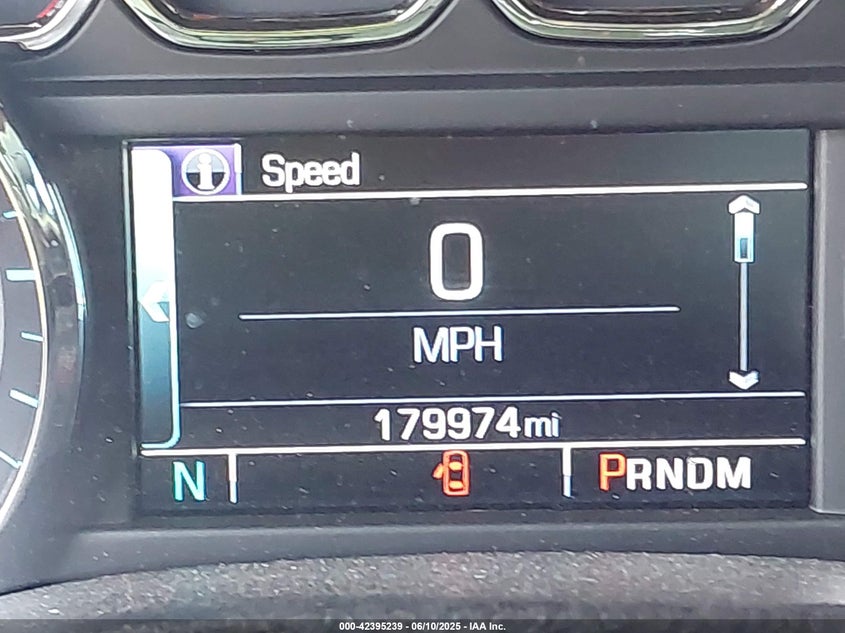 Speed
0
MPH
179974mi
N PRNDM
000-42395239 - 06/10/2025 - IAA Inc.